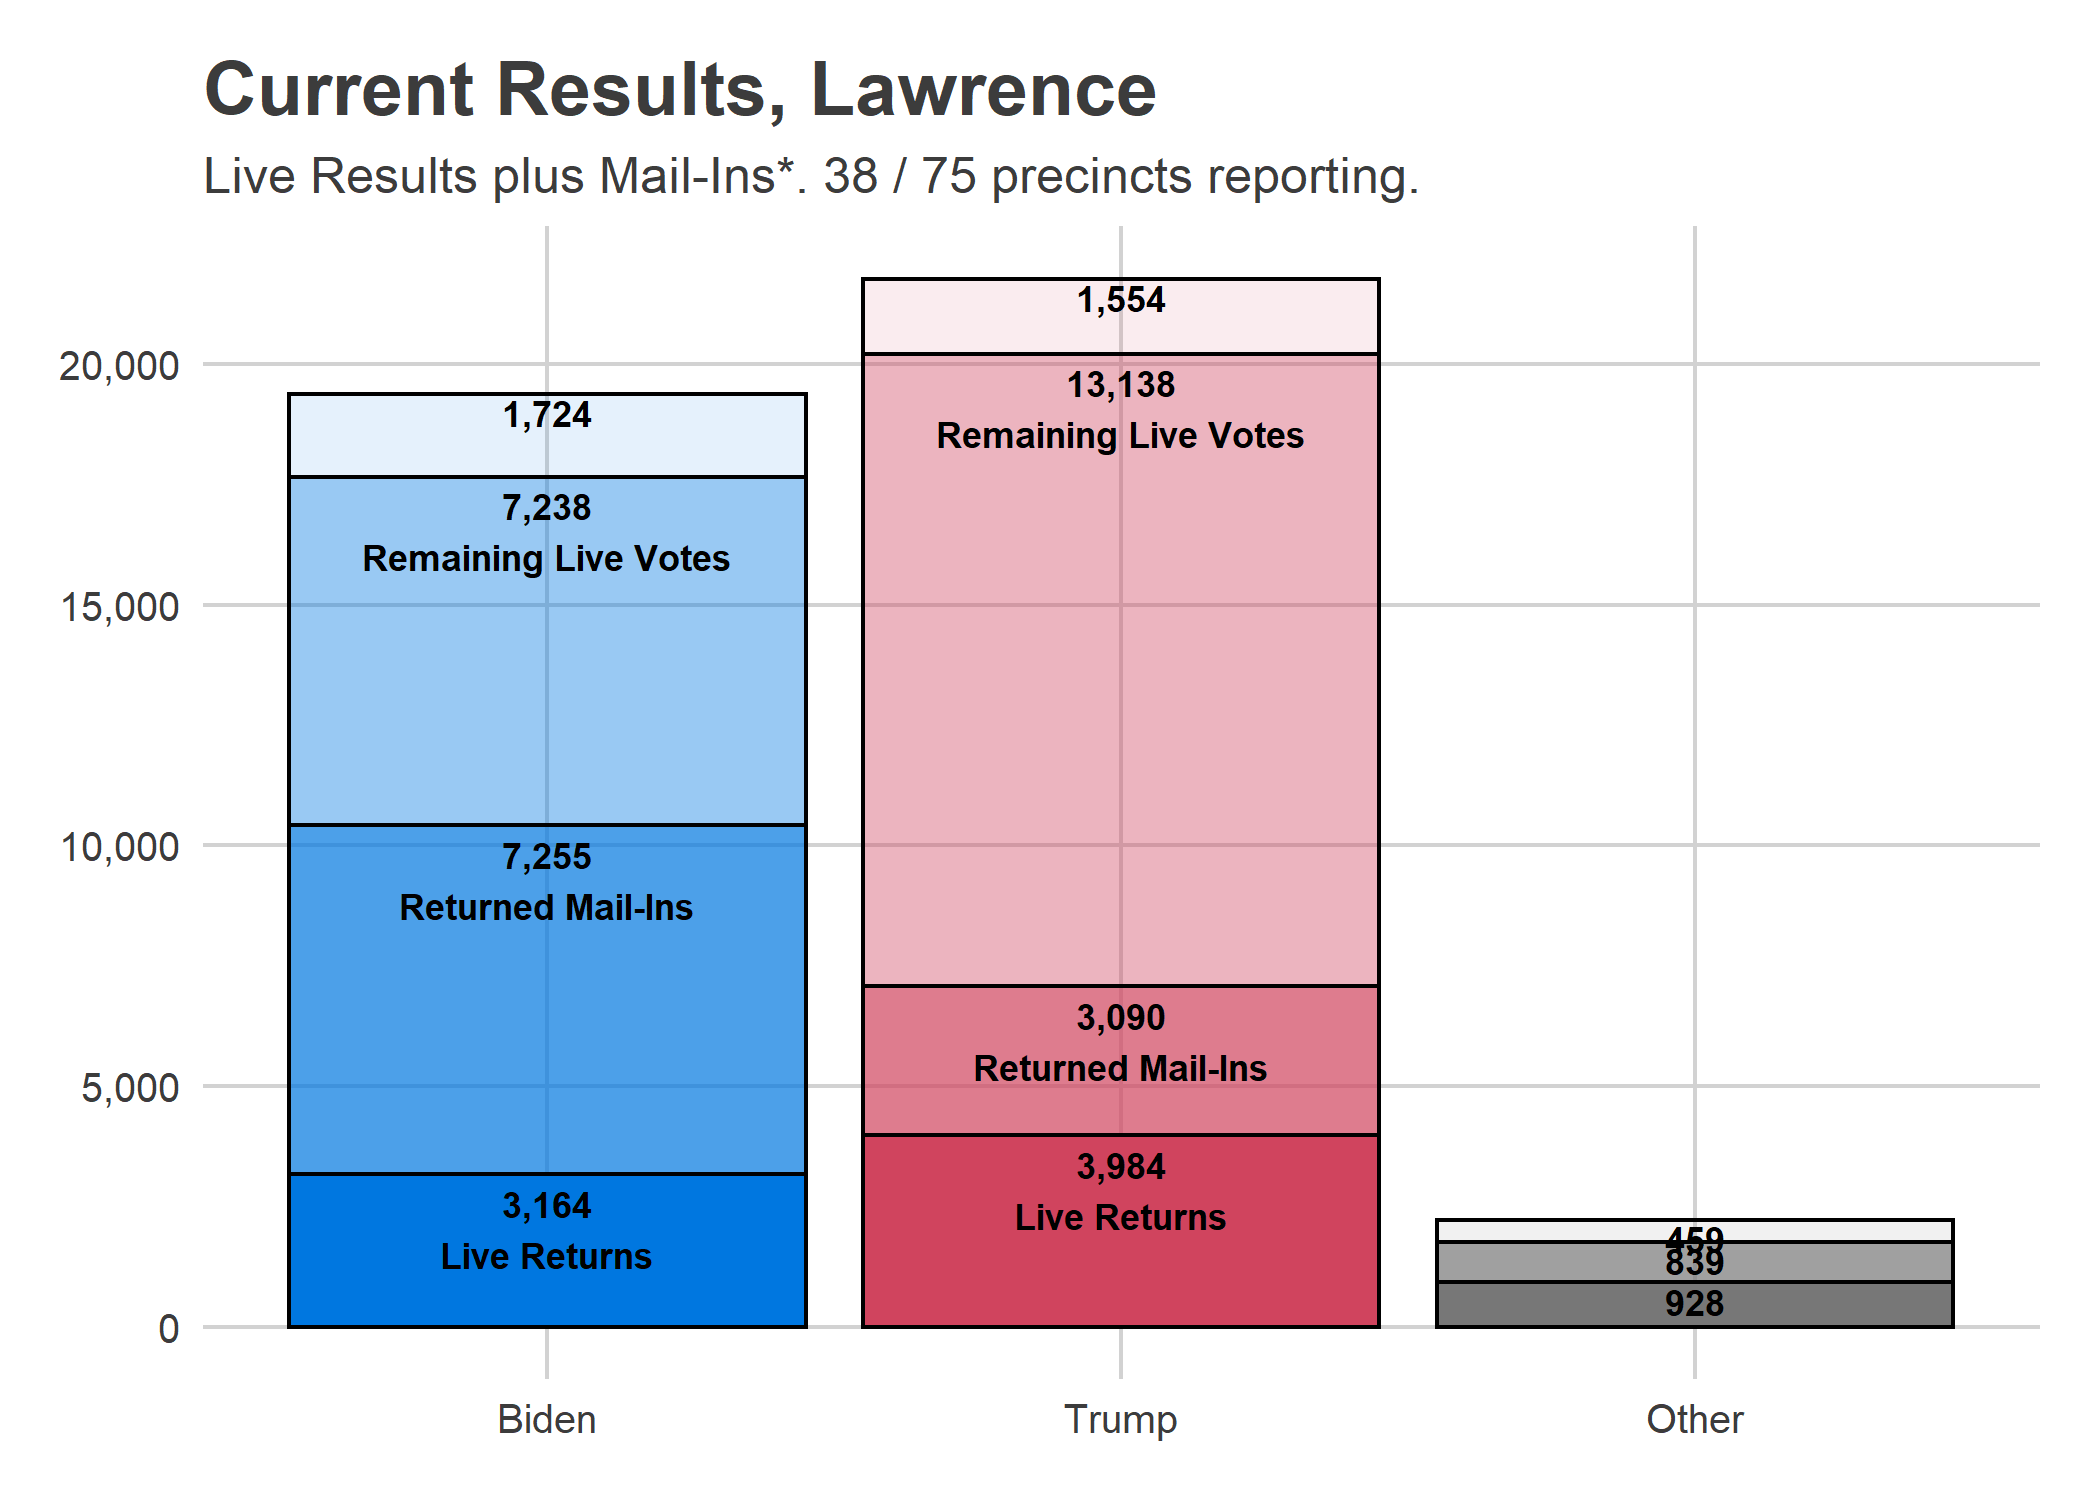 Current Results, Lawrence
Live Results plus Mail-Ins*. 38 / 75 precincts reporting.
20,000
15,000
10,000
5,000
0
1,724
7,238
Remaining Live Votes
7,255
Returned Mail-Ins
3,164
Live Returns
1,554
13,138
Remaining Live Votes
3,090
Returned Mail-Ins
3,984
Live Returns
459
839
928
Biden
Trump
Other